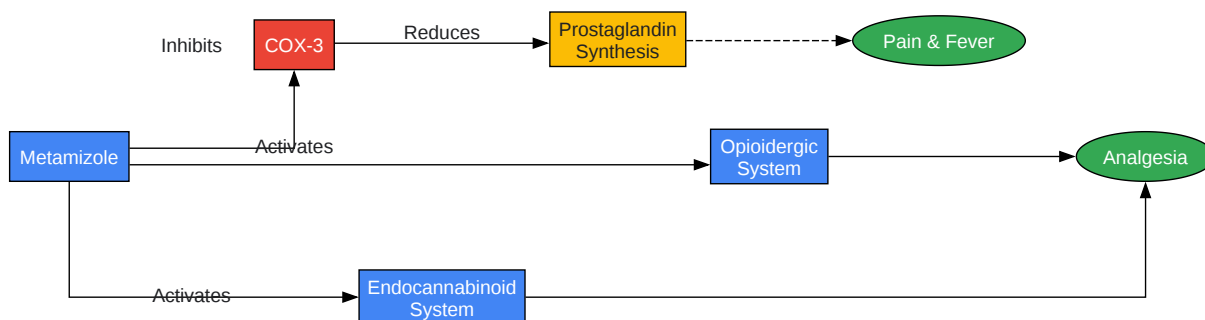 Inhibits
COX-3
Reduces
Prostaglandin
Synthesis
Pain & Fever
Metamizole
Activates
Opioidergic
System
Analgesia
Activates
Endocannabinoid
System